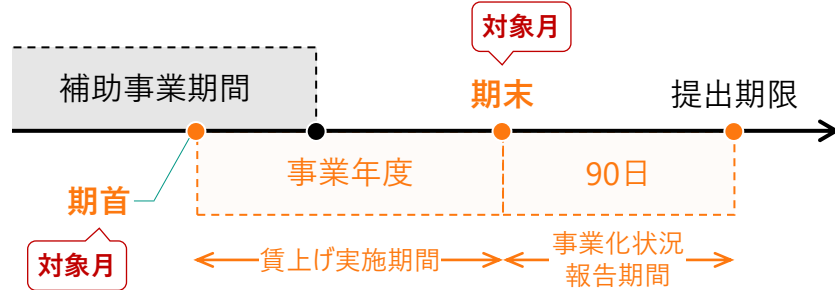 対象月
補助事業期間
期末
提出期限
事業年度
90日
期首
対象月
賃上げ実施期間
事業化状況
報告期間